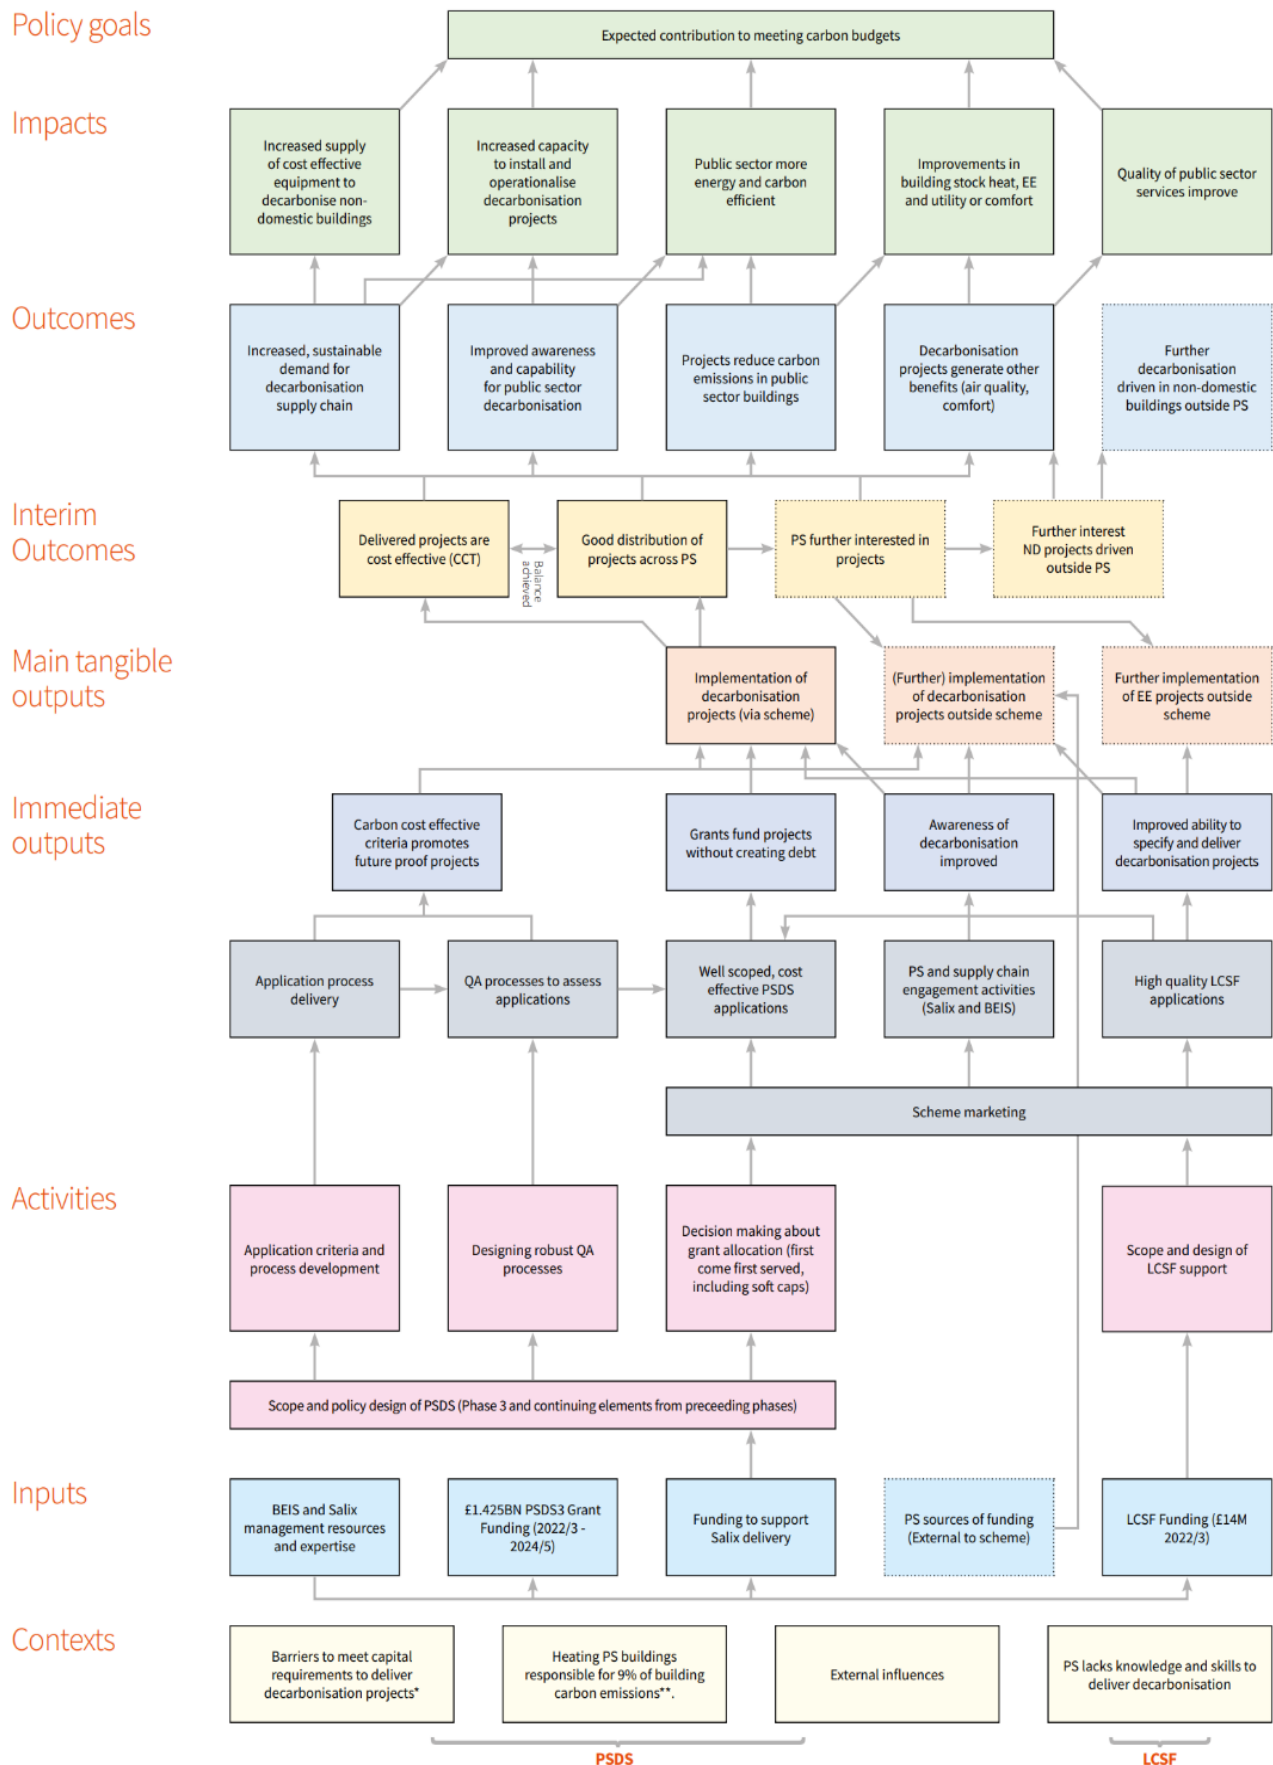 Policy goals
Expected contribution to meeting carbon budgets
Impacts
Increased supply
of cost effective
equipment to
decarbonise non-
domestic buildings
Increased capacity
to install and
operationalise
decarbonisation
projects
Public sector more
energy and carbon
efficient
Improvements in
building stock heat, EE
and utility or comfort
Quality of public sector
services improve
Outcomes
Increased, sustainable
demand for
decarbonisation
supply chain
Improved awareness
and capability
for public sector
decarbonisation
Projects reduce carbon
emissions in public
sector buildings
Decarbonisation
projects generate other
benefits (air quality,
comfort)
Further
decarbonisation
driven in non-domestic
buildings outside PS
Interim
Outcomes
Delivered projects are
cost effective (CCT)
Balance
achieved
Good distribution of
projects across PS
PS further interested in
projects
Further interest
ND projects driven
outside PS
Main tangible
outputs
Implementation of
decarbonisation
projects (via scheme)
(Further) implementation
of decarbonisation
projects outside scheme
Further implementation
of EE projects outside
scheme
Immediate
outputs
Carbon cost effective
criteria promotes
future proof projects
Grants fund projects
without creating debt
Awareness of
decarbonisation
improved
Improved ability to
specify and deliver
decarbonisation projects
Application process
delivery
QA processes to assess
applications
Well scoped, cost
effective PSDS
applications
PS and supply chain
engagement activities
(Salix and BEIS)
High quality LCSF
applications
Scheme marketing
Activities
Application criteria and
process development
Designing robust QA
processes
Decision making about
grant allocation (first
come first served,
including soft caps)
Scope and design of
LCSF support
Scope and policy design of PSDS (Phase 3 and continuing elements from preceeding phases)
Inputs
BEIS and Salix
management resources
and expertise
£1.425BN PSDS3 Grant
Funding (2022/3 -
2024/5)
Funding to support
Salix delivery
PS sources of funding
(External to scheme)
LCSF Funding (£14M
2022/3)
Contexts
Barriers to meet capital
requirements to deliver
decarbonisation projects*
Heating PS buildings
responsible for 9% of building
carbon emissions**.
External influences
PS lacks knowledge and skills to
deliver decarbonisation
PSDS
LCSF